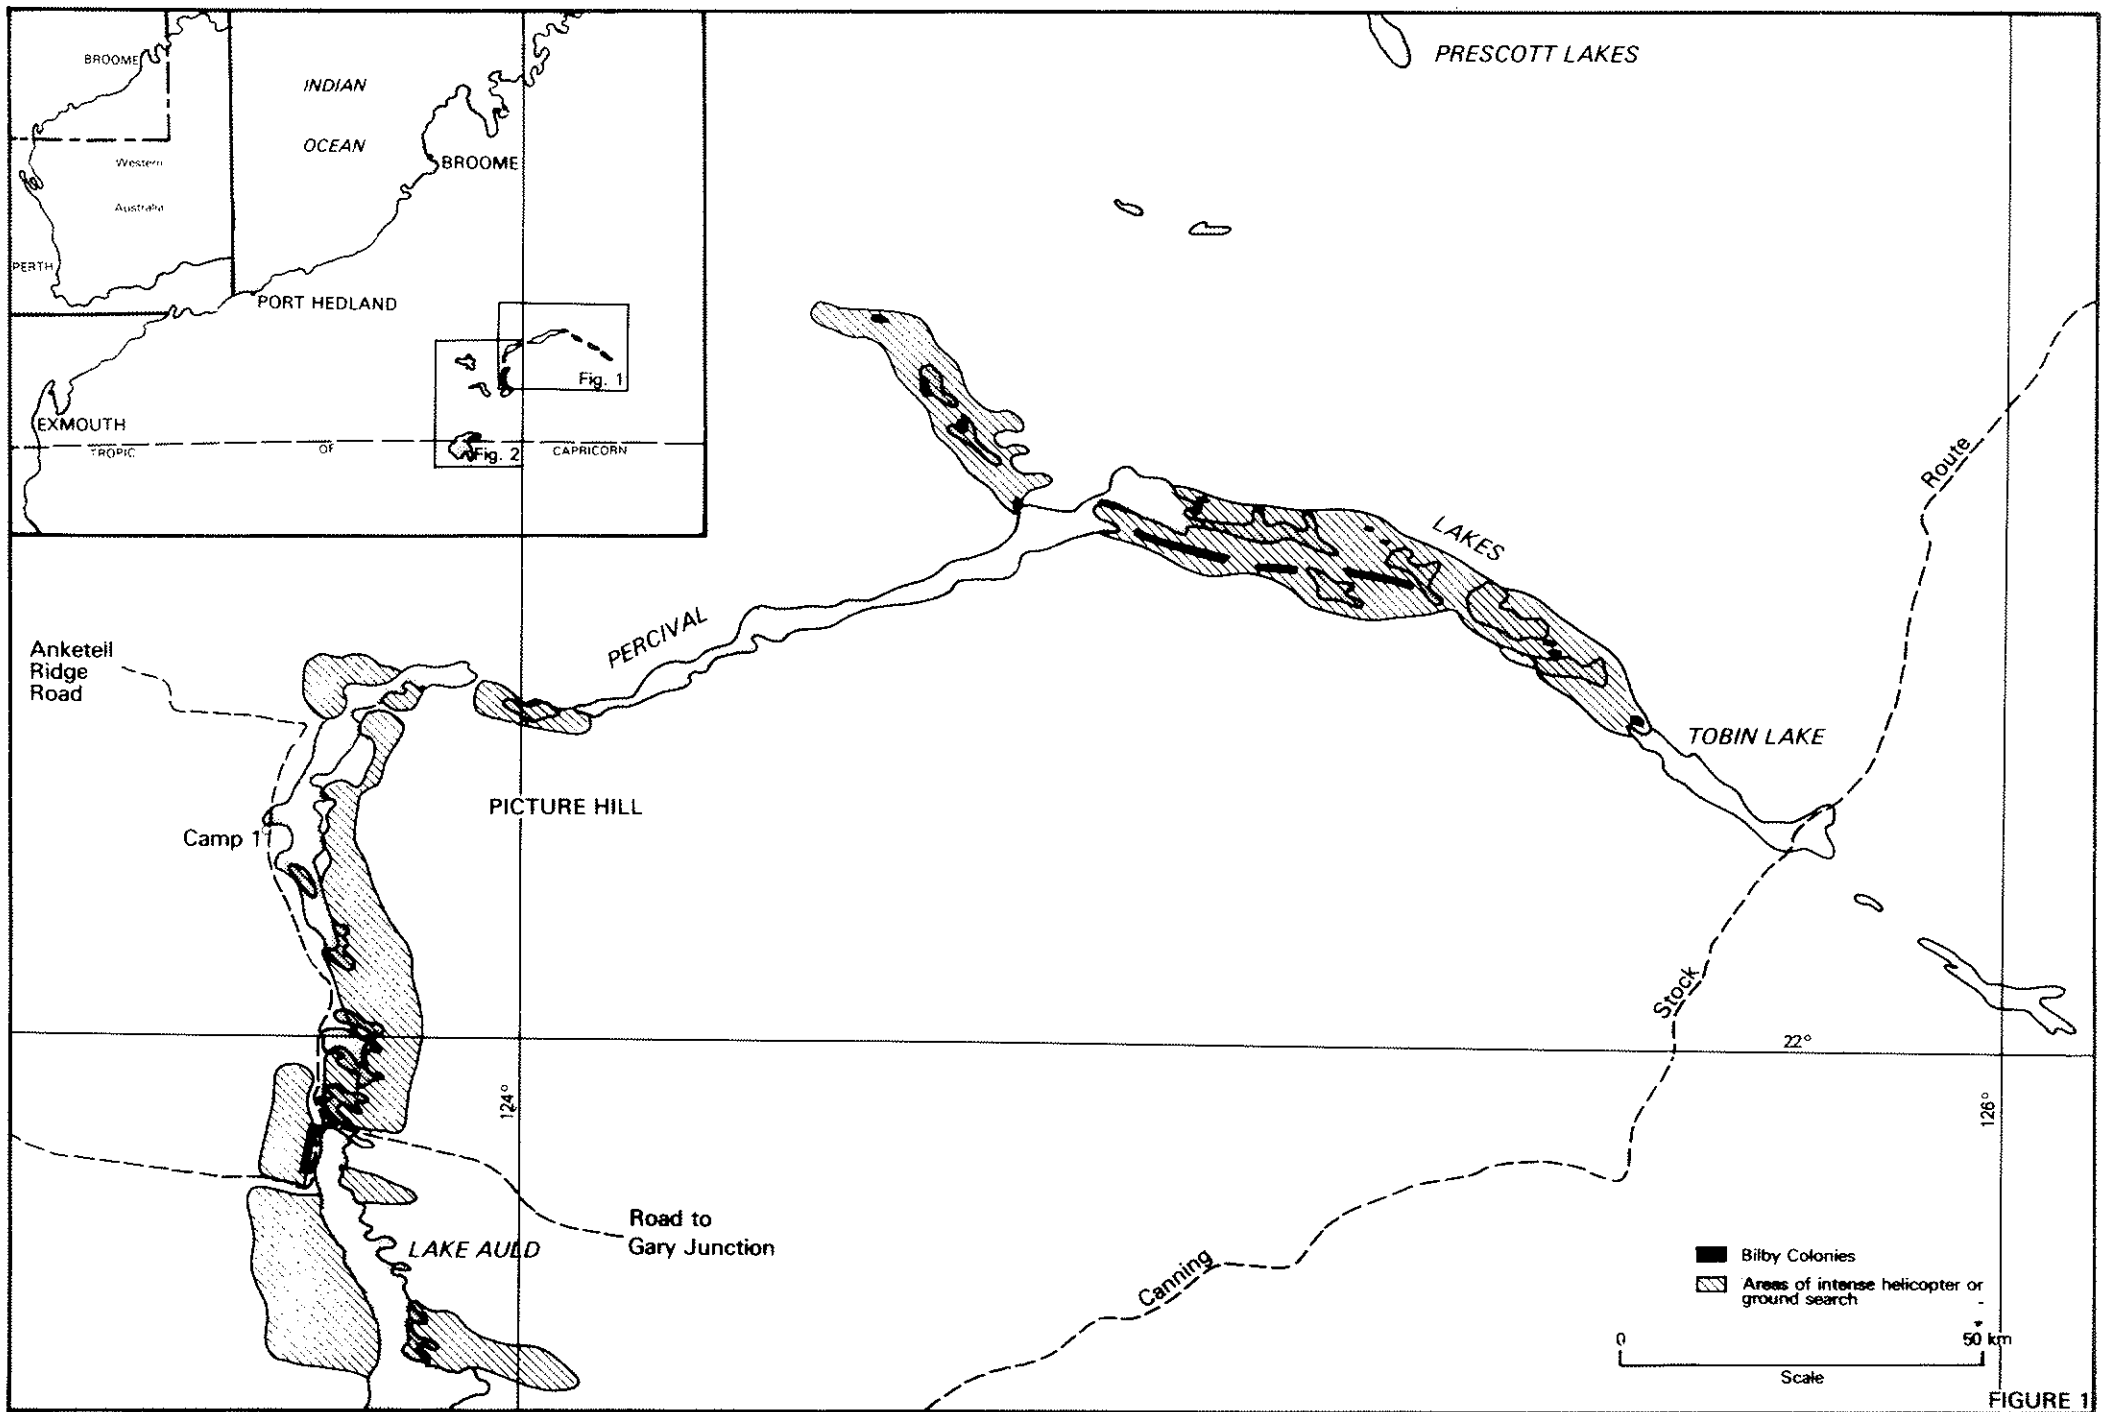 BROOME
Western
Australia
PERTH
INDIAN
OCEAN
BROOME
PORT HEDLAND
Fig. 1
EXMOUTH
TROPIC OF CAPRICORN
Fig. 2
PRESCOTT LAKES
Route
LAKES
PERCIVAL
Anketell
Ridge
Road
TOBIN LAKE
PICTURE HILL
Camp 1
Stock
22°
124°
126°
Road to
Gary Junction
LAKE AULD
Canning
Bilby Colonies
Areas of intense helicopter or
ground search
0 50 km
Scale
FIGURE 1